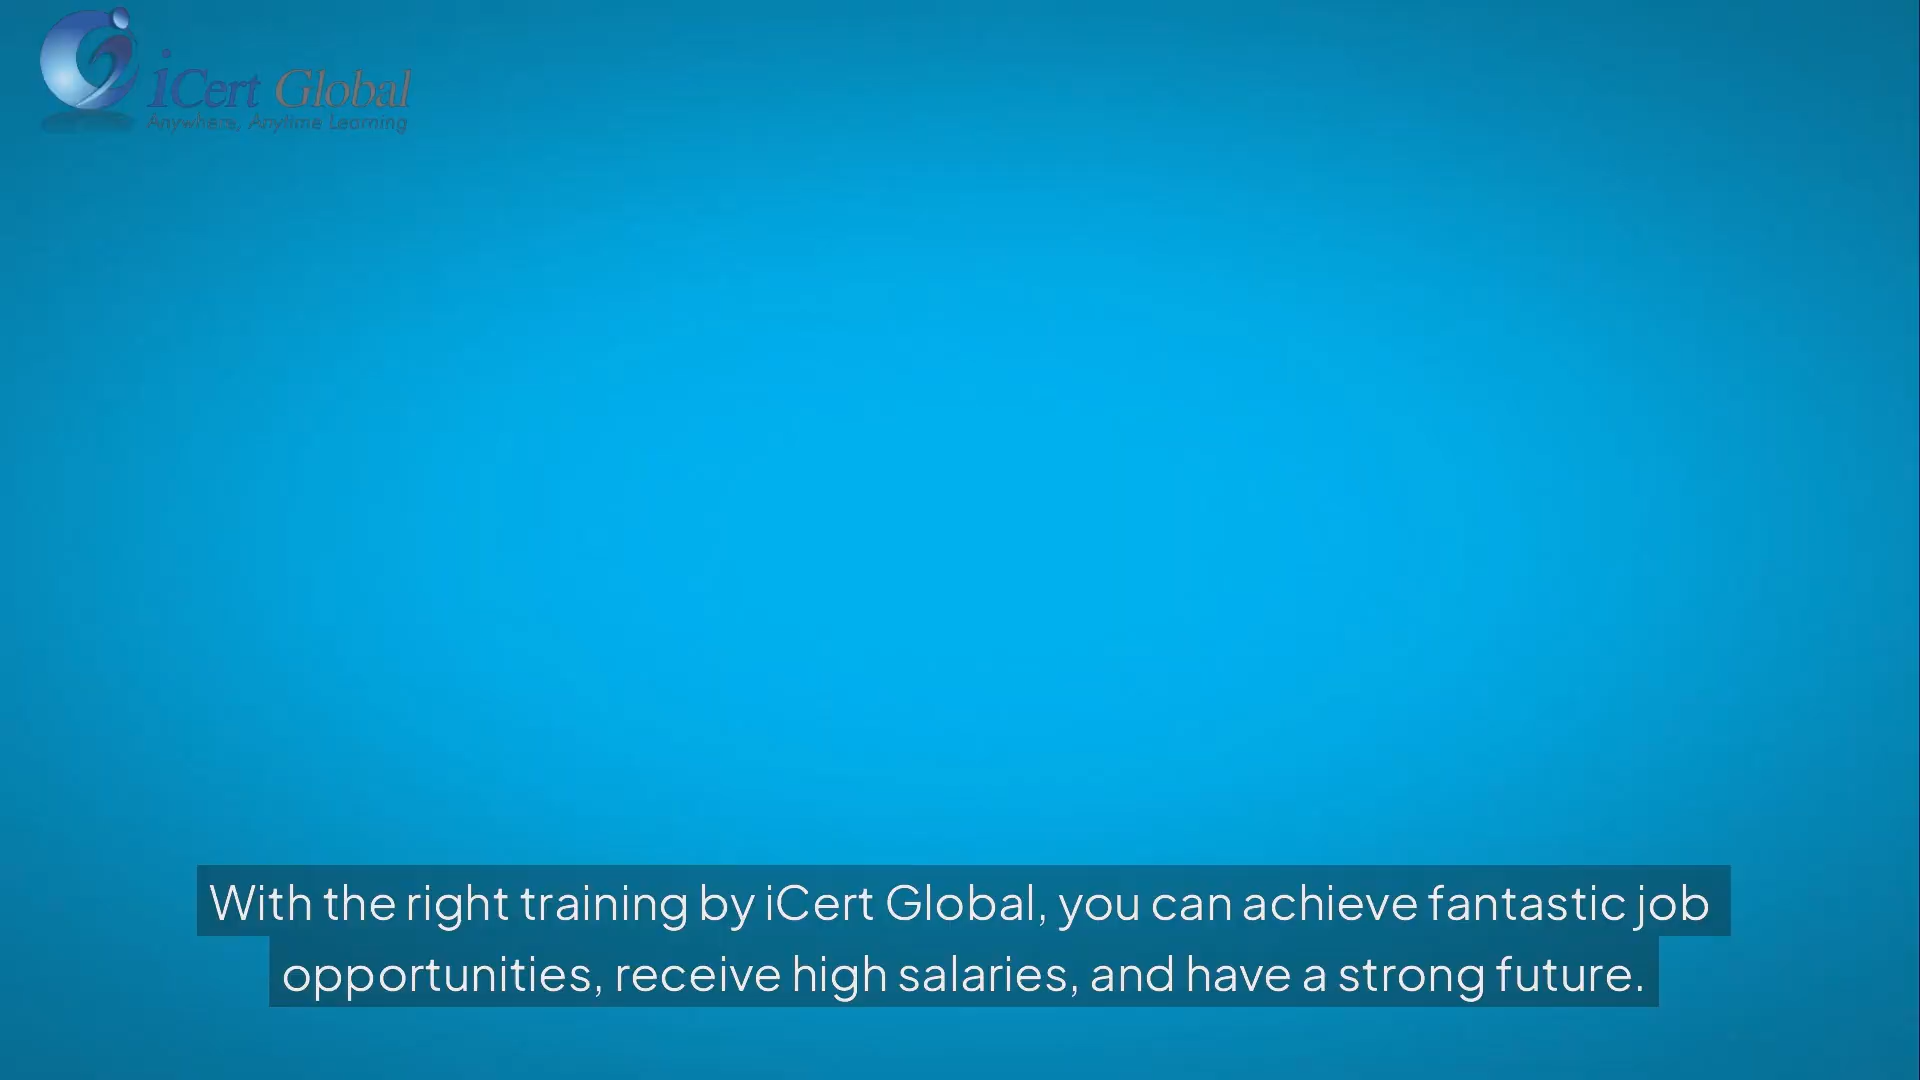 iCert Global
Anywhere, Anytime Learning
With the right training by iCert Global, you can achieve fantastic job
opportunities, receive high salaries, and have a strong future.